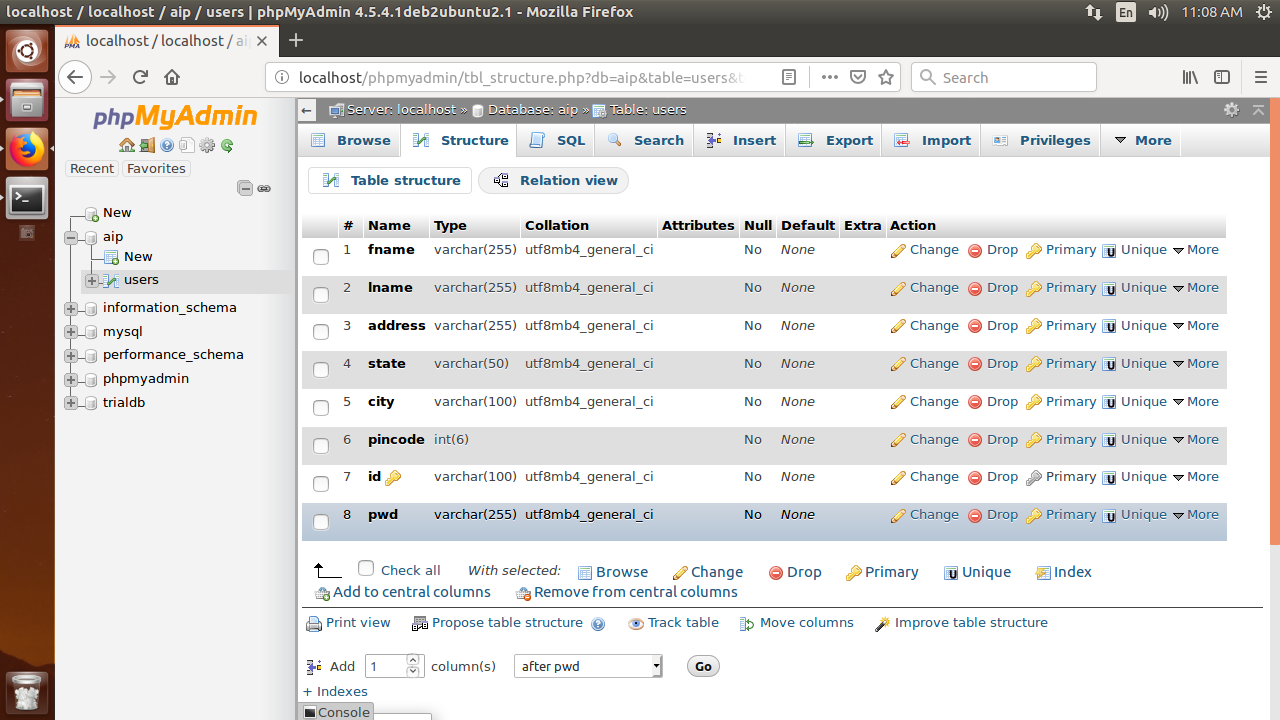 localhost / localhost / aip / users | phpMyAdmin 4.5.4.1deb2ubuntu2.1 - Mozilla Firefox
En
11:08 AM
localhost / localhost / ai
localhost/phpmyadmin/tbl_structure.php?db=aip&table=users&t
Search
phpMyAdmin
Recent Favorites
New
aip
New
users
information_schema
mysql
performance_schema
phpmyadmin
trialdb
Server: localhost » Database: aip » Table: users
Browse Structure SQL Search Insert Export Import Privileges More
Table structure Relation view
# Name Type Collation Attributes Null Default Extra Action
1 fname varchar(255) utf8mb4_general_ci No None Change Drop Primary Unique More
2 lname varchar(255) utf8mb4_general_ci No None Change Drop Primary Unique More
3 address varchar(255) utf8mb4_general_ci No None Change Drop Primary Unique More
4 state varchar(50) utf8mb4_general_ci No None Change Drop Primary Unique More
5 city varchar(100) utf8mb4_general_ci No None Change Drop Primary Unique More
6 pincode int(6) No None Change Drop Primary Unique More
7 id varchar(100) utf8mb4_general_ci No None Change Drop Primary Unique More
8 pwd varchar(255) utf8mb4_general_ci No None Change Drop Primary Unique More
Check all With selected: Browse Change Drop Primary Unique Index
Add to central columns Remove from central columns
Print view Propose table structure Track table Move columns Improve table structure
Add 1 column(s) after pwd Go
+ Indexes
Console